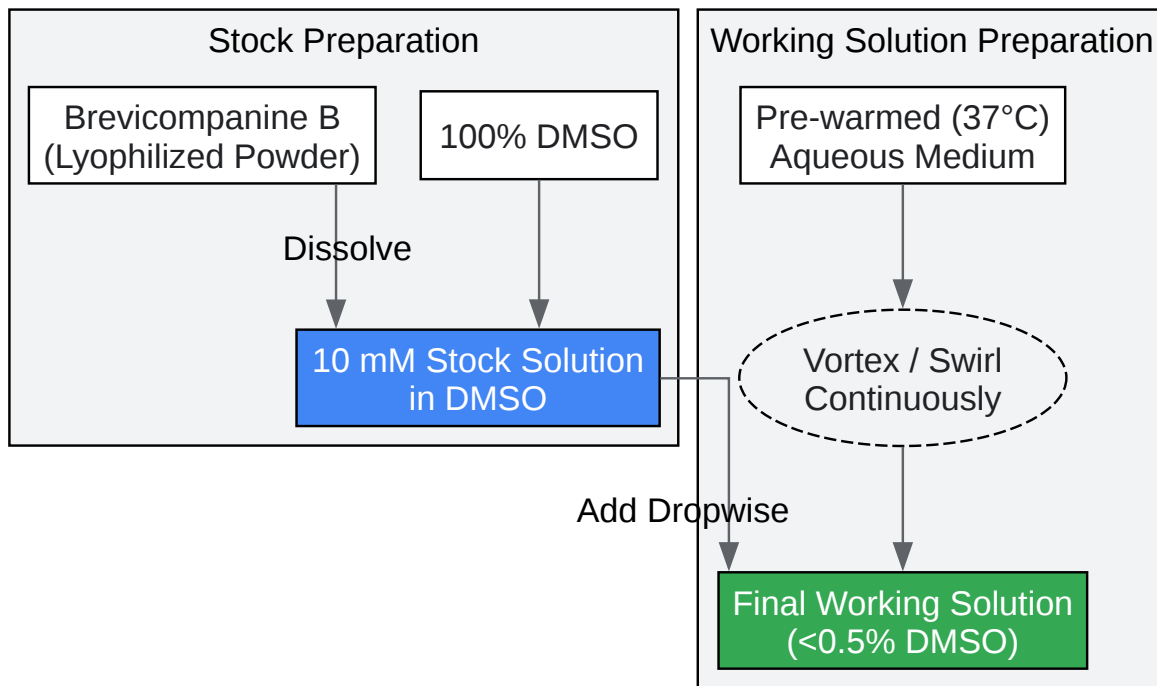 Stock Preparation
Brevicompanine B
(Lyophilized Powder)
100% DMSO
Dissolve
10 mM Stock Solution
in DMSO
Working Solution Preparation
Pre-warmed (37°C)
Aqueous Medium
Vortex / Swirl
Continuously
Add Dropwise
Final Working Solution
(<0.5% DMSO)